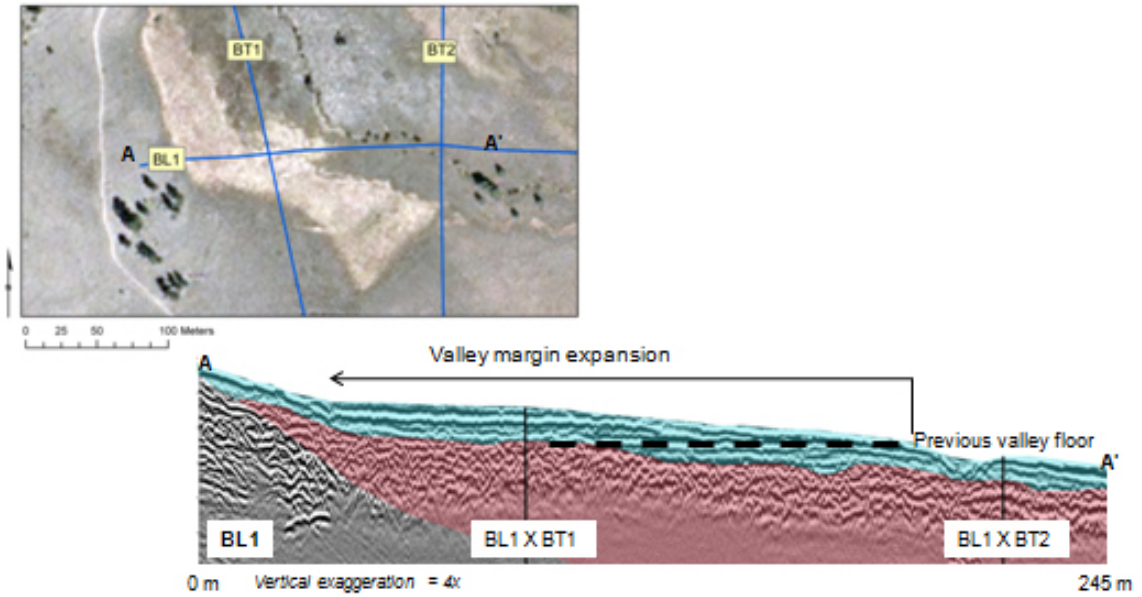 BT1
BT2
A
BL1
A'
0 25 50 100 Meters
Valley margin expansion
A
Previous valley floor
A'
BL1
BL1 X BT1
BL1 X BT2
0 m
Vertical exaggeration = 4x
245 m